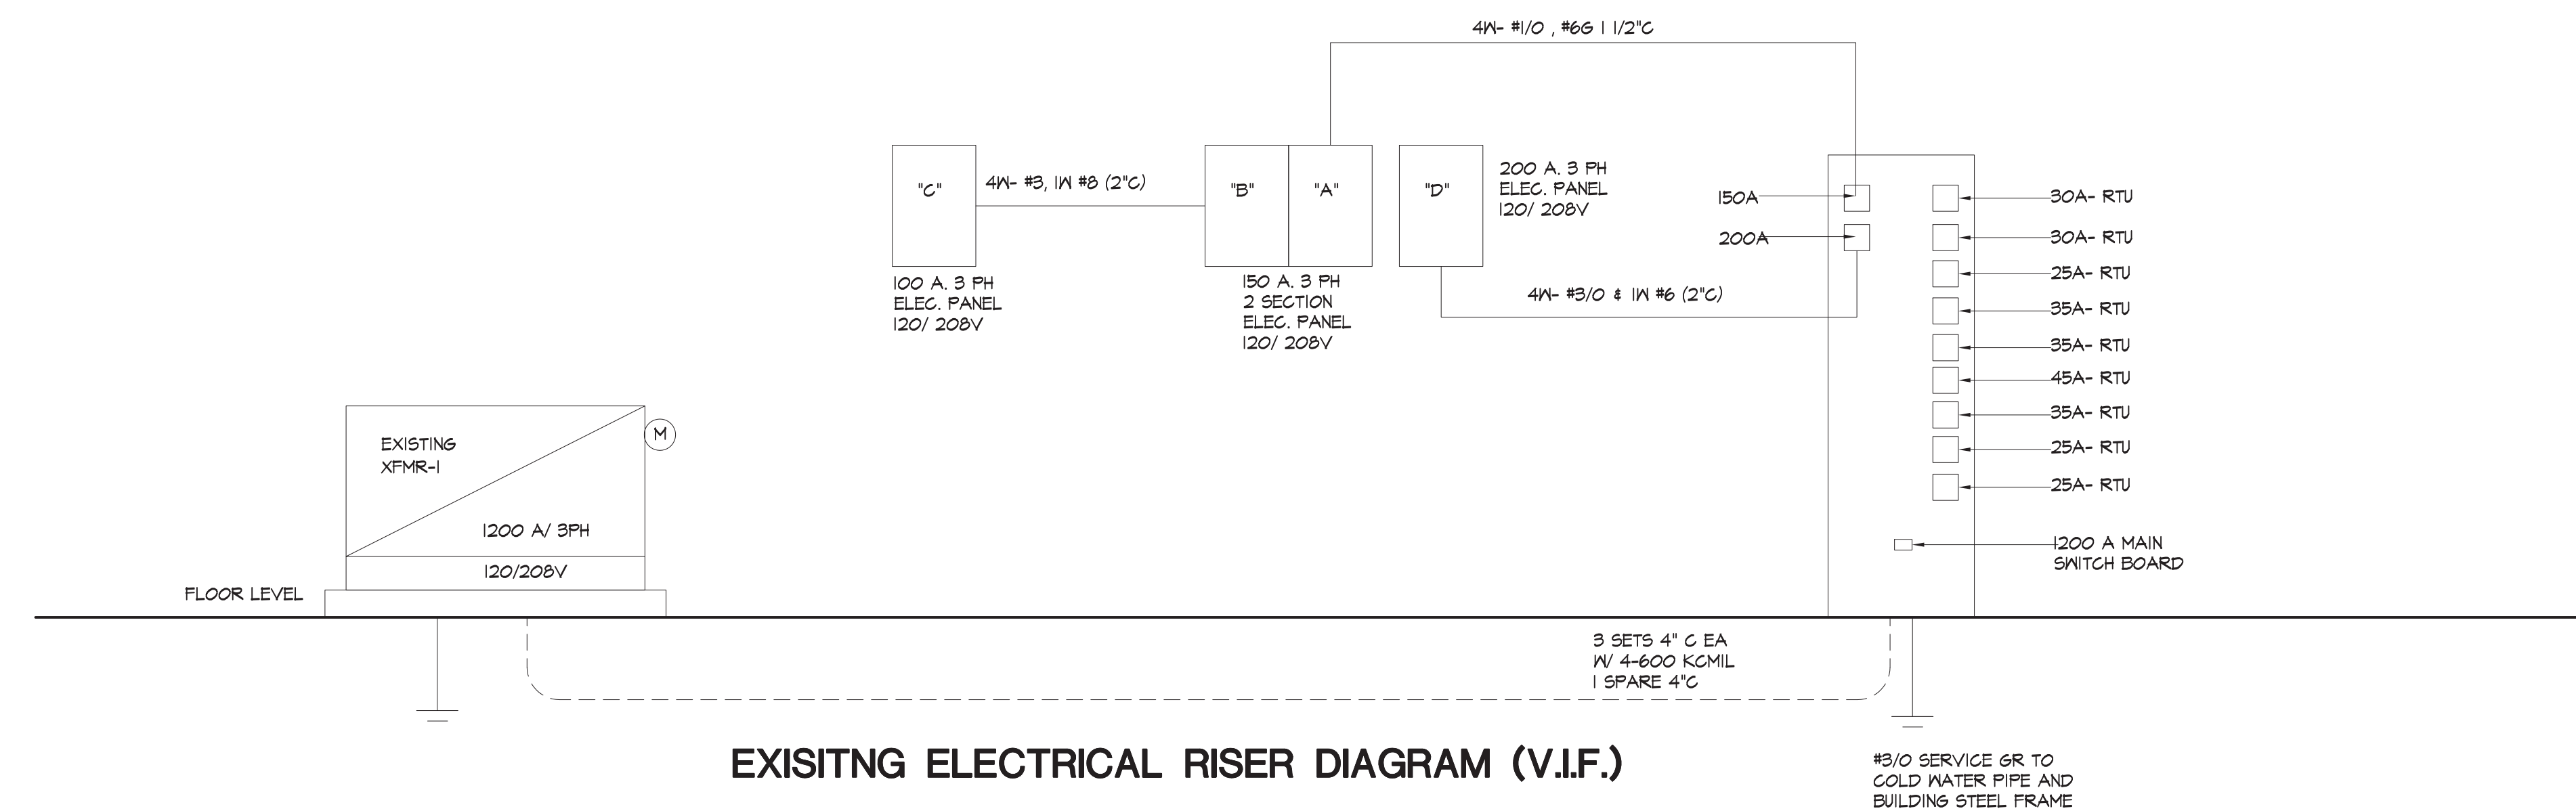 4W- #1/0 , #6G 1 1/2"C
"C"
4W- #3, 1W #8 (2"C)
"B"
"A"
"D"
200 A. 3 PH
ELEC. PANEL
120/ 208V
100 A. 3 PH
ELEC. PANEL
120/ 208V
150 A. 3 PH
2 SECTION
ELEC. PANEL
120/ 208V
4W- #3/0 & 1W #6 (2"C)
150A
200A
30A- RTU
30A- RTU
25A- RTU
35A- RTU
35A- RTU
45A- RTU
35A- RTU
25A- RTU
25A- RTU
1200 A MAIN
SWITCH BOARD
EXISTING
XFMR-1
M
1200 A/ 3PH
120/208V
FLOOR LEVEL
3 SETS 4" C EA
W/ 4-600 KCMIL
1 SPARE 4"C
EXISITNG ELECTRICAL RISER DIAGRAM (V.I.F.)
#3/0 SERVICE GR TO
COLD WATER PIPE AND
BUILDING STEEL FRAME